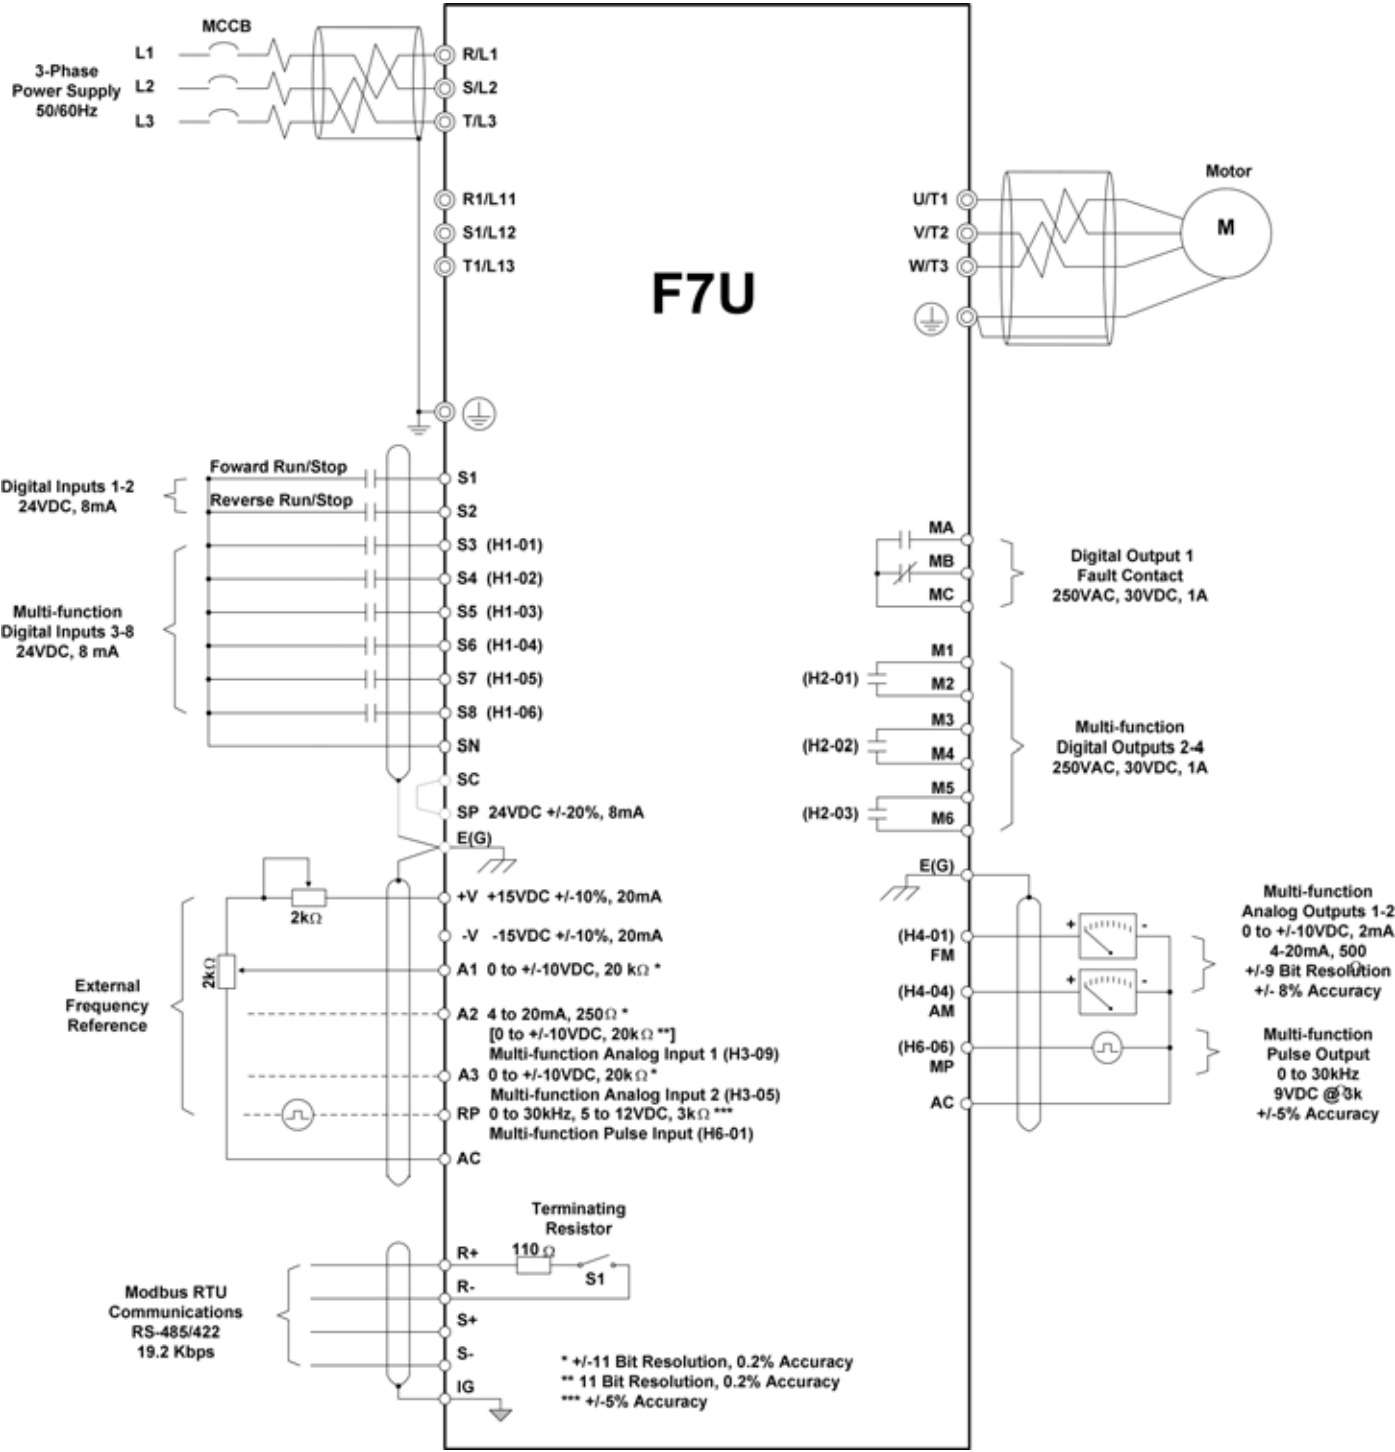 MCCB
3-Phase
Power Supply
50/60Hz
L1
L2
L3
R/L1
S/L2
T/L3
R1/L11
S1/L12
T1/L13
F7U
U/T1
V/T2
W/T3
Motor
M
Digital Inputs 1-2
24VDC, 8mA
Foward Run/Stop
Reverse Run/Stop
S1
S2
Multi-function
Digital Inputs 3-8
24VDC, 8 mA
S3 (H1-01)
S4 (H1-02)
S5 (H1-03)
S6 (H1-04)
S7 (H1-05)
S8 (H1-06)
SN
SC
SP 24VDC +/-20%, 8mA
E(G)
MA
MB
MC
Digital Output 1
Fault Contact
250VAC, 30VDC, 1A
(H2-01)
M1
M2
(H2-02)
M3
M4
(H2-03)
M5
M6
Multi-function
Digital Outputs 2-4
250VAC, 30VDC, 1A
External
Frequency
Reference
2kΩ
2kΩ
+V +15VDC +/-10%, 20mA
-V -15VDC +/-10%, 20mA
A1 0 to +/-10VDC, 20 kΩ *
A2 4 to 20mA, 250Ω *
[0 to +/-10VDC, 20kΩ **]
Multi-function Analog Input 1 (H3-09)
A3 0 to +/-10VDC, 20kΩ *
Multi-function Analog Input 2 (H3-05)
RP 0 to 30kHz, 5 to 12VDC, 3kΩ ***
Multi-function Pulse Input (H6-01)
AC
E(G)
(H4-01)
FM
+
-
(H4-04)
AM
+
-
(H6-06)
MP
AC
Multi-function
Analog Outputs 1-2
0 to +/-10VDC, 2mA
4-20mA, 500
Ω
+/-9 Bit Resolution
+/- 8% Accuracy
Multi-function
Pulse Output
0 to 30kHz
9VDC @ 3k
Ω
+/-5% Accuracy
Modbus RTU
Communications
RS-485/422
19.2 Kbps
R+
R-
S+
S-
IG
Terminating
Resistor
110 Ω
S1
* +/-11 Bit Resolution, 0.2% Accuracy
** 11 Bit Resolution, 0.2% Accuracy
*** +/-5% Accuracy